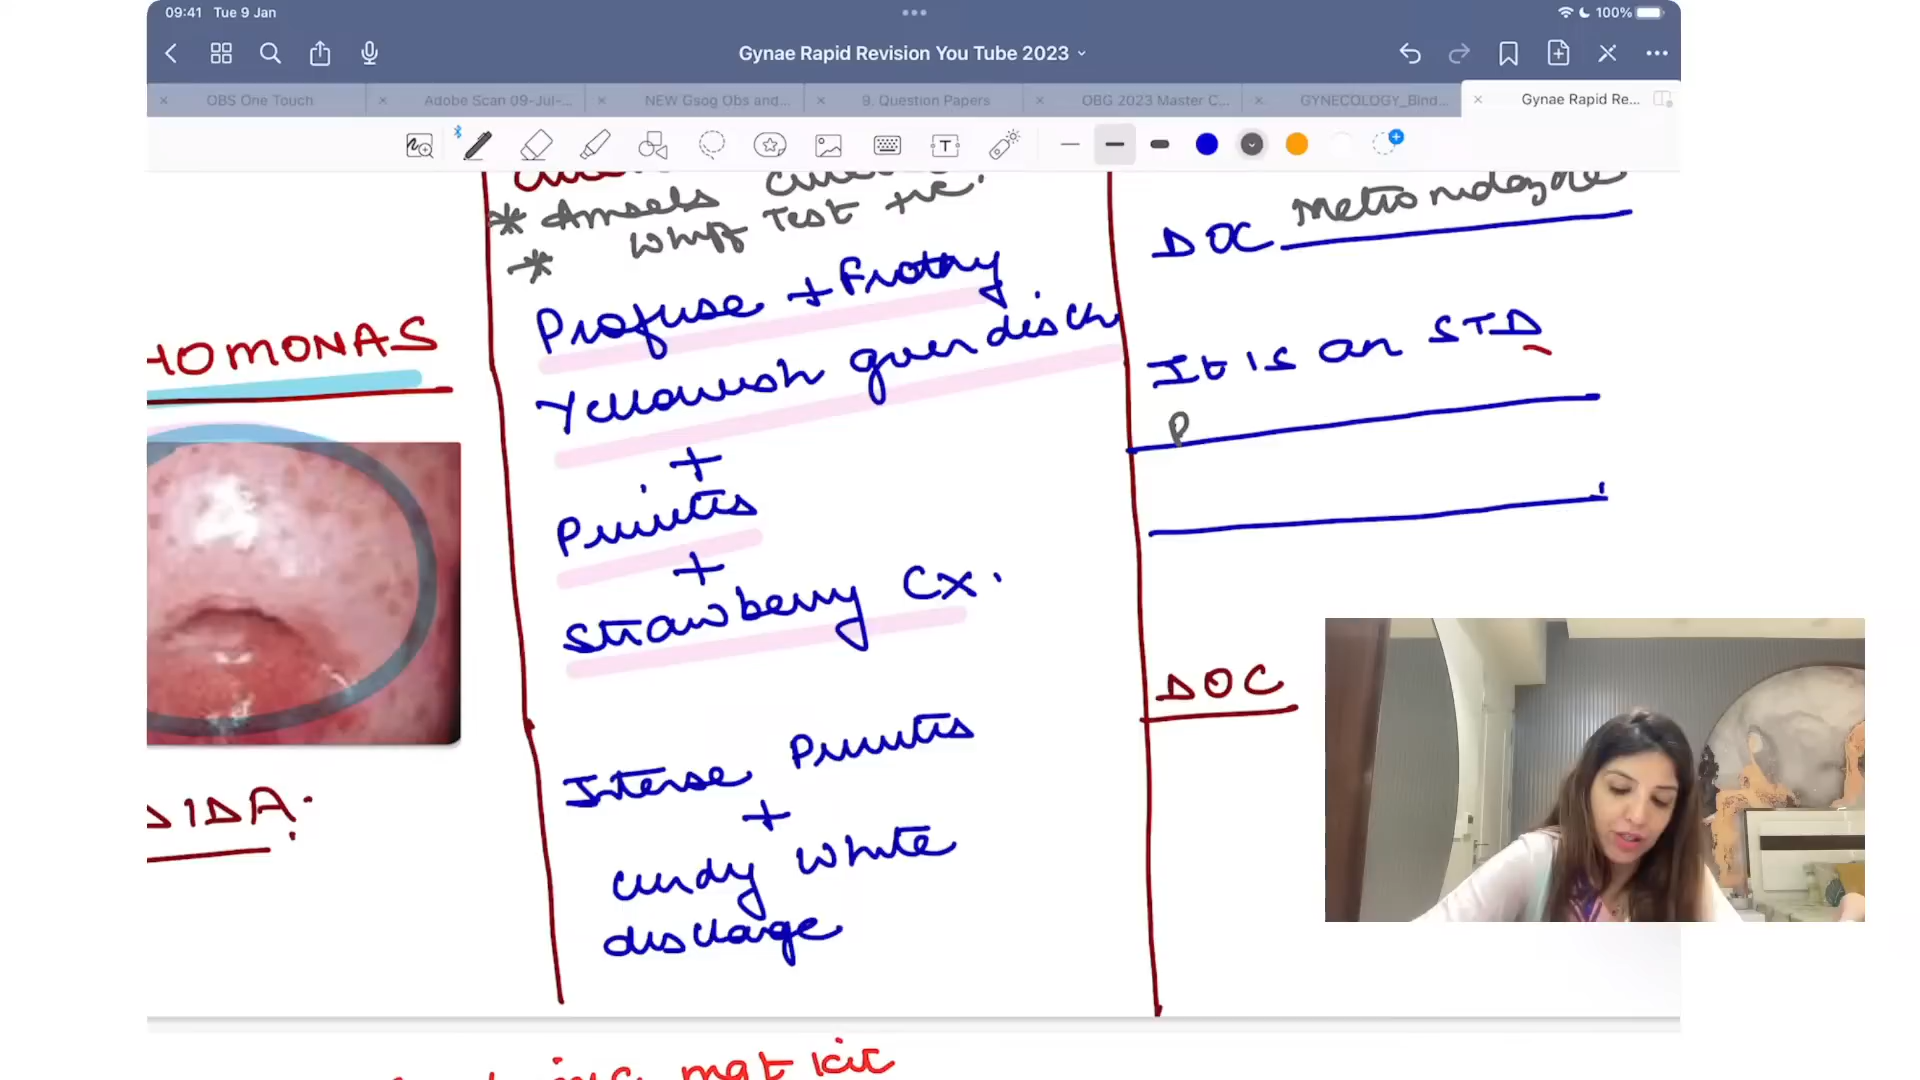 09:41 Tue 9 Jan
100%
Gynae Rapid Revision You Tube 2023
OBS One Touch
Adobe Scan 09-Jul-...
NEW Gsog Obs and...
9. Question Papers
OBG 2023 Master C...
GYNECOLOGY_Bind...
Gynae Rapid Re...
* Amsels
* Whiff Test +ve.
Profuse + Frothy
Yellowish green disch
+
Pruritis
+
Strawberry Cx.
Intense Pruritis
+
curdy white
discharge
HOMONAS
DIDA:
Metronidazole
DOC
It is an STD
P
DOC